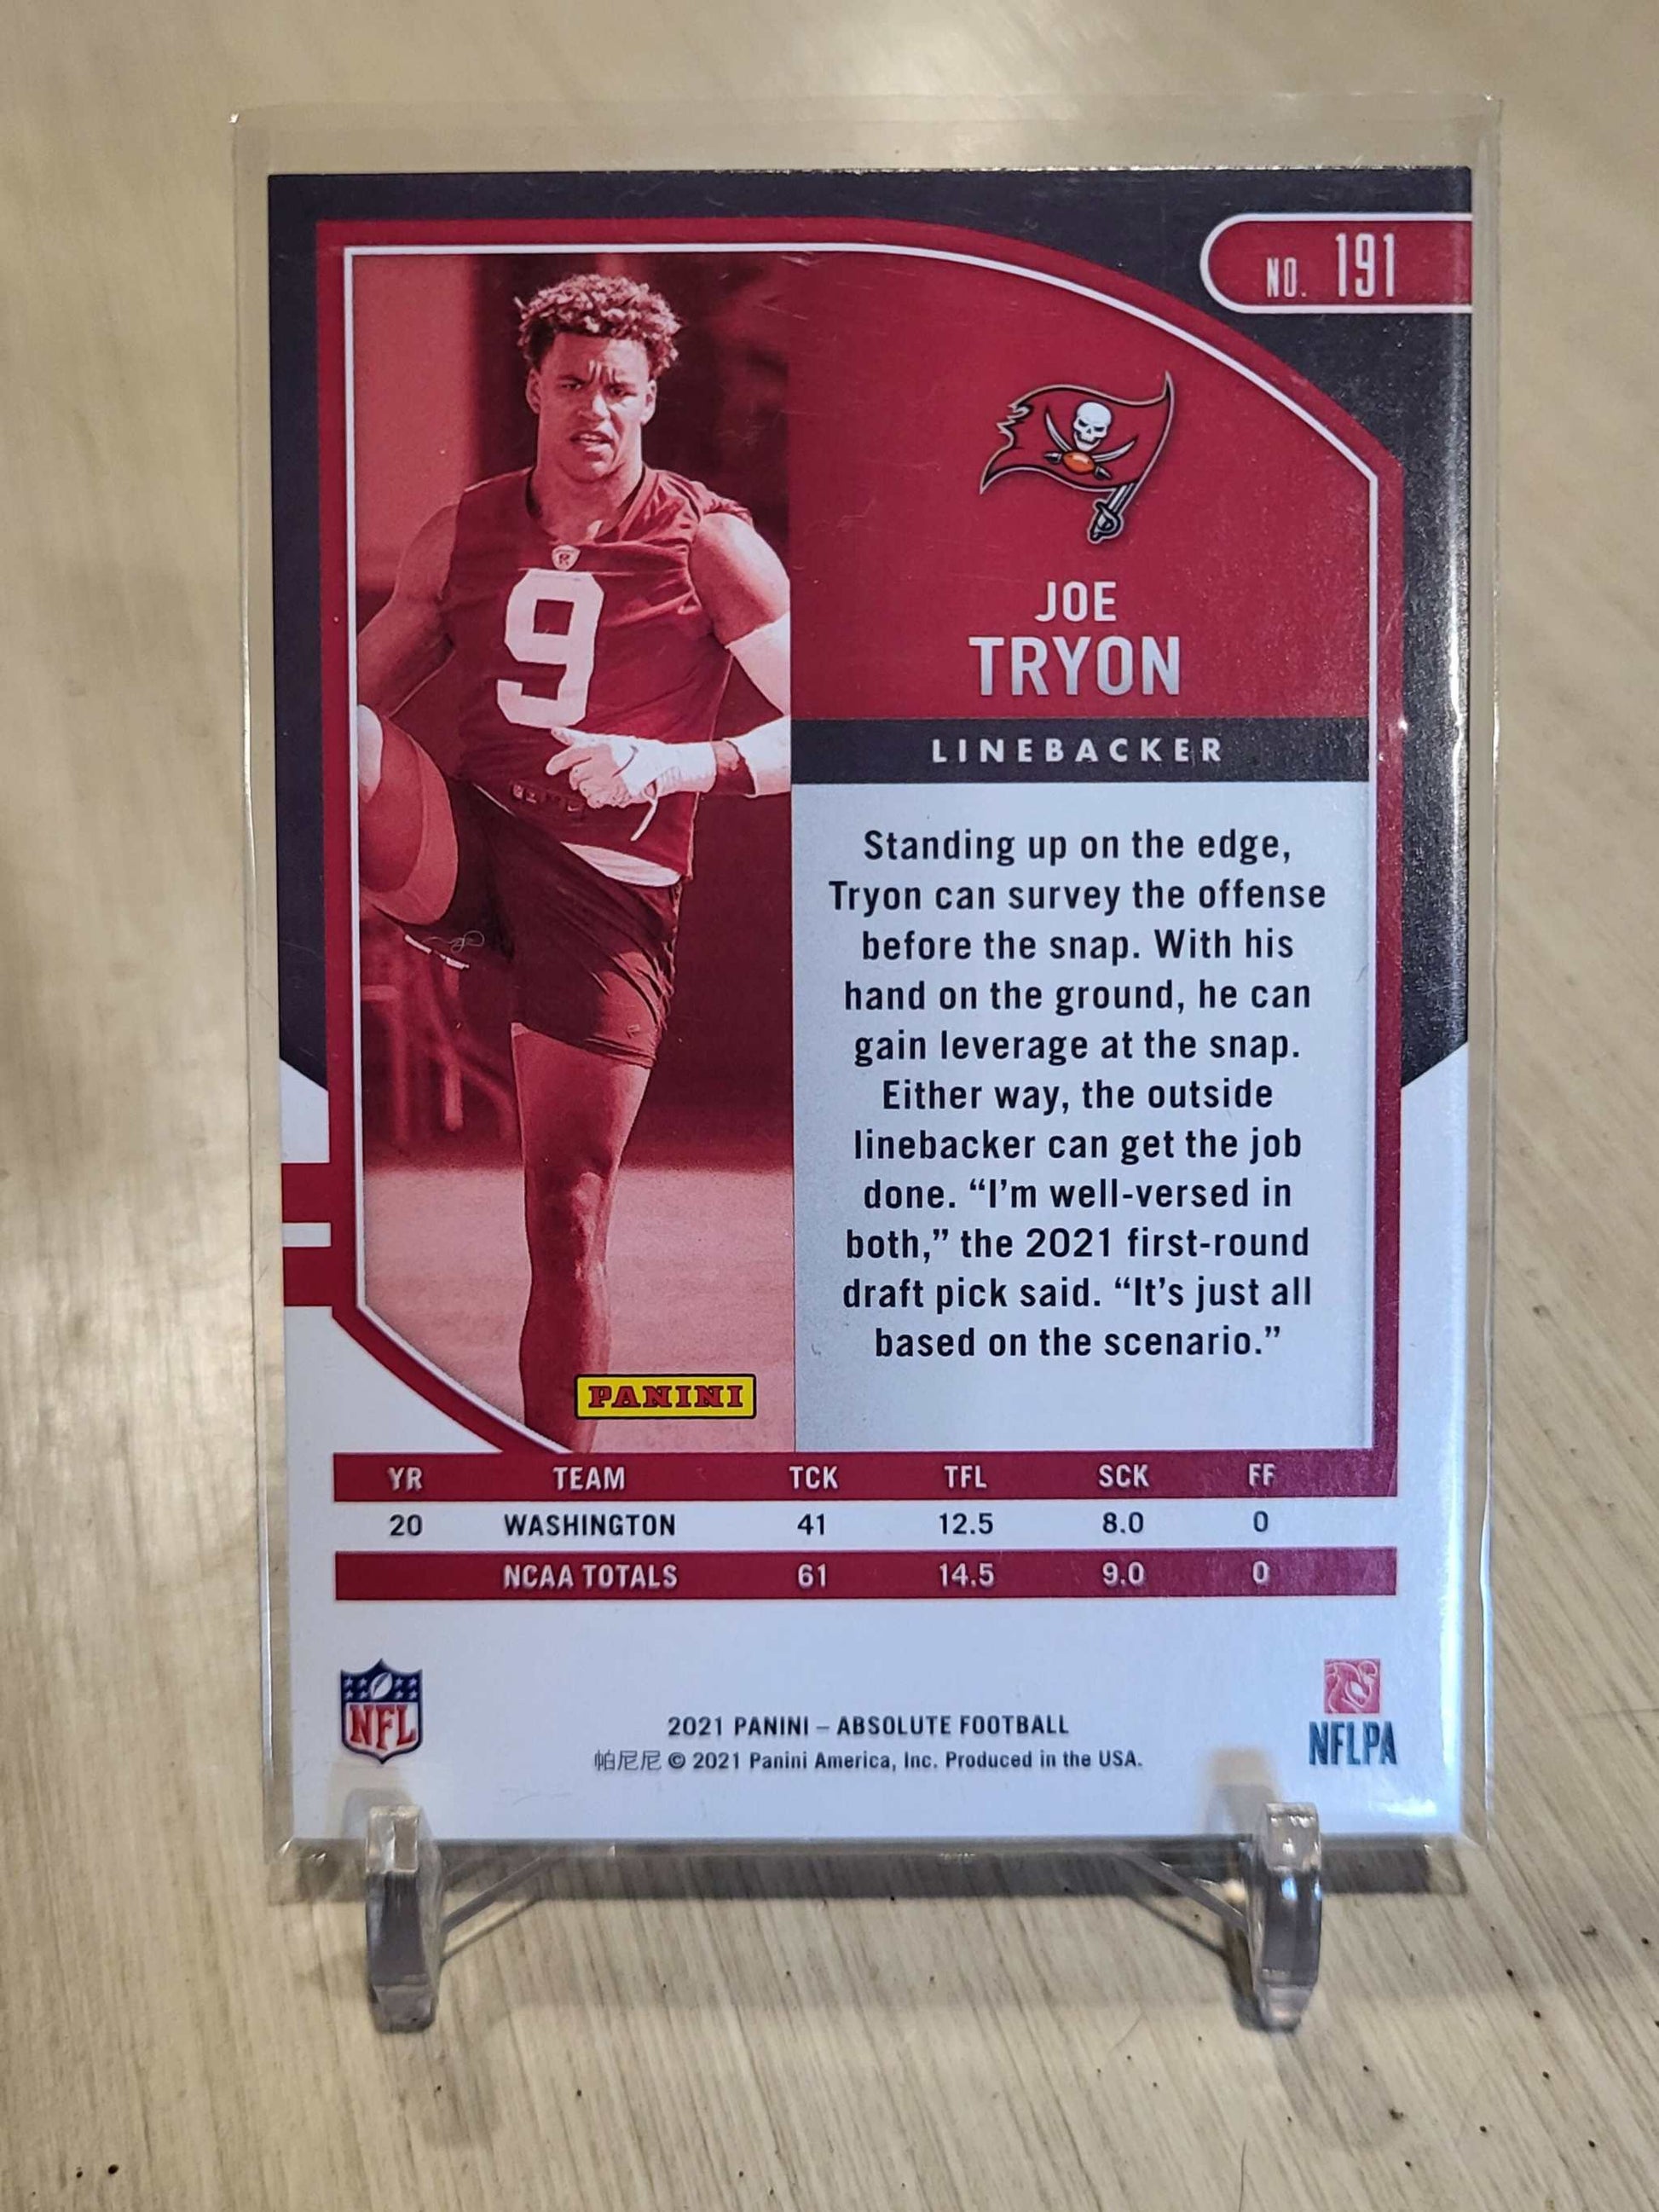 NO. 191
JOE
TRYON
LINEBACKER
9
Standing up on the edge,
Tryon can survey the offense
before the snap. With his
hand on the ground, he can
gain leverage at the snap.
Either way, the outside
linebacker can get the job
done. “I’m well-versed in
both,” the 2021 first-round
draft pick said. “It’s just all
based on the scenario.”
PANINI
YR TEAM TCK TFL SCK FF
20 WASHINGTON 41 12.5 8.0 0
NCAA TOTALS 61 14.5 9.0 0
NFL
2021 PANINI – ABSOLUTE FOOTBALL
帕尼尼 © 2021 Panini America, Inc. Produced in the USA.
NFLPA